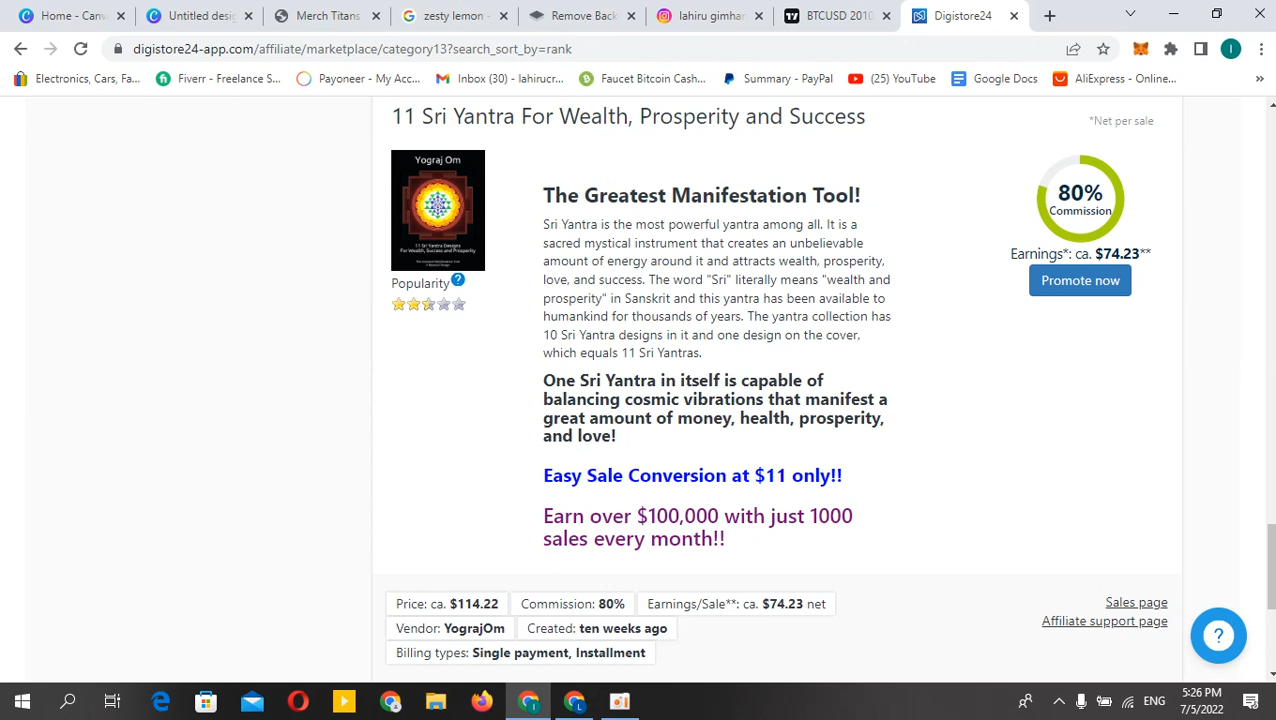 Home - Canv
Untitled desig
Merch Titans
zesty lemon -
Remove Back
lahiru gimhan
BTCUSD 2010
Digistore24
digistore24-app.com/affiliate/marketplace/category13?search_sort_by=rank
I
Electronics, Cars, Fa...
Fiverr - Freelance S...
Payoneer - My Acc...
Inbox (30) - lahirucr...
Faucet Bitcoin Cash...
Summary - PayPal
(25) YouTube
Google Docs
AliExpress - Online...
11 Sri Yantra For Wealth, Prosperity and Success
*Net per sale
Yograj Om
11 Sri Yantra Designs
For Wealth, Success and Prosperity
Popularity ?
The Greatest Manifestation Tool!
Sri Yantra is the most powerful yantra among all. It is a
sacred mystical instrument that creates an unbelievable
amount of energy around it and attracts wealth, prosperity,
love, and success. The word "Sri" literally means "wealth and
prosperity" in Sanskrit and this yantra has been available to
humankind for thousands of years. The yantra collection has
10 Sri Yantra designs in it and one design on the cover,
which equals 11 Sri Yantras.
One Sri Yantra in itself is capable of
balancing cosmic vibrations that manifest a
great amount of money, health, prosperity,
and love!
Easy Sale Conversion at $11 only!!
Earn over $100,000 with just 1000
sales every month!!
80%
Commission
Earnings*: ca. $74.23**
Promote now
Price: ca. $114.22
Commission: 80%
Earnings/Sale**: ca. $74.23 net
Vendor: YograjOm
Created: ten weeks ago
Billing types: Single payment, Installment
Sales page
Affiliate support page
?
ENG
5:26 PM
7/5/2022